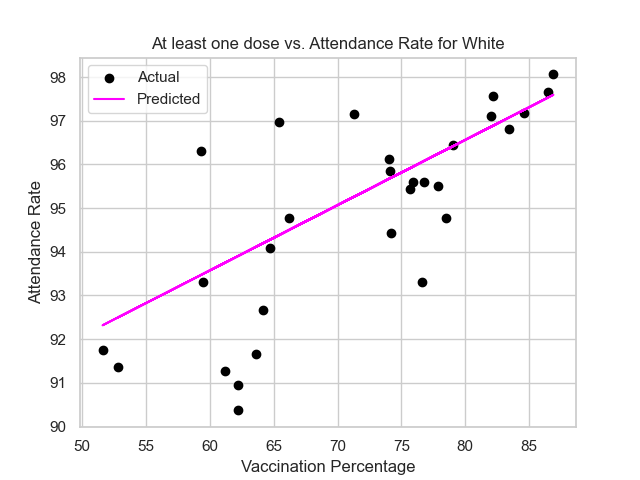 At least one dose vs. Attendance Rate for White
Actual
Predicted
98
97
96
95
94
93
92
91
90
Attendance Rate
50 55 60 65 70 75 80 85
Vaccination Percentage